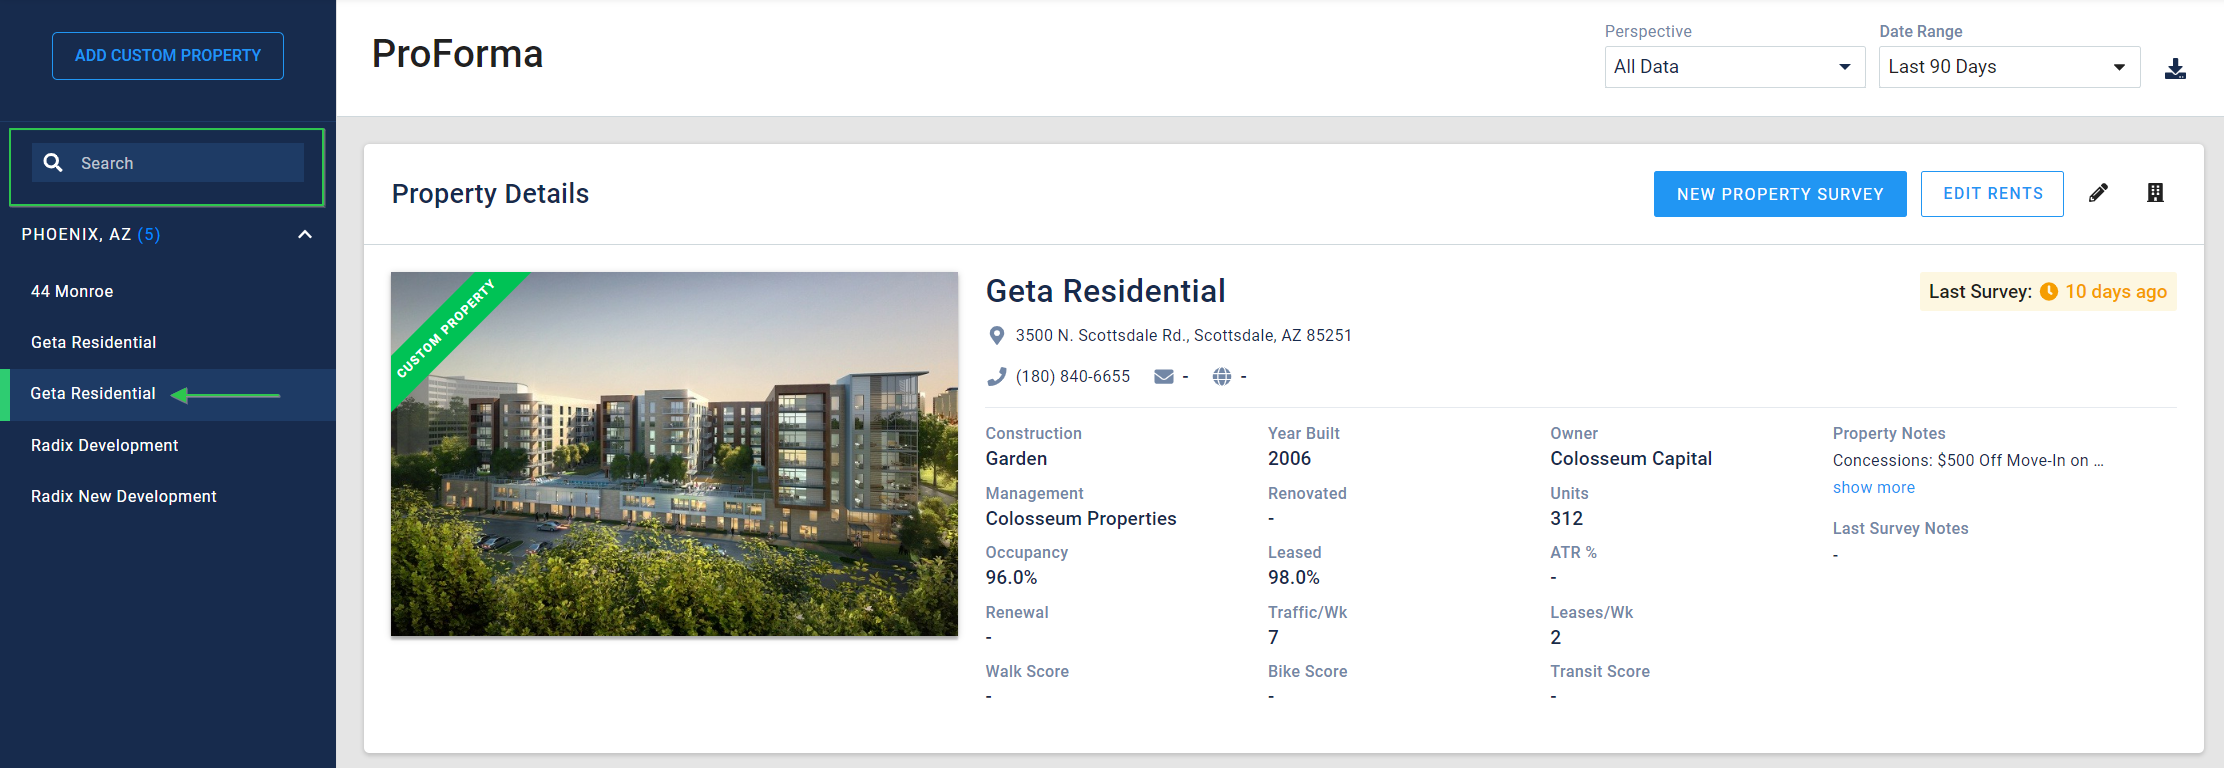 ADD CUSTOM PROPERTY
Search
PHOENIX, AZ (5)
44 Monroe
Geta Residential
Geta Residential
Radix Development
Radix New Development
ProForma
Perspective
All Data
Date Range
Last 90 Days
Property Details
NEW PROPERTY SURVEY
EDIT RENTS
CUSTOM PROPERTY
Geta Residential
Last Survey: 10 days ago
3500 N. Scottsdale Rd., Scottsdale, AZ 85251
(180) 840-6655 - -
Construction
Garden
Year Built
2006
Owner
Colosseum Capital
Property Notes
Concessions: $500 Off Move-In on ...
show more
Management
Colosseum Properties
Renovated
-
Units
312
Last Survey Notes
-
Occupancy
96.0%
Leased
98.0%
ATR %
-
Renewal
-
Traffic/Wk
7
Leases/Wk
2
Walk Score
-
Bike Score
-
Transit Score
-